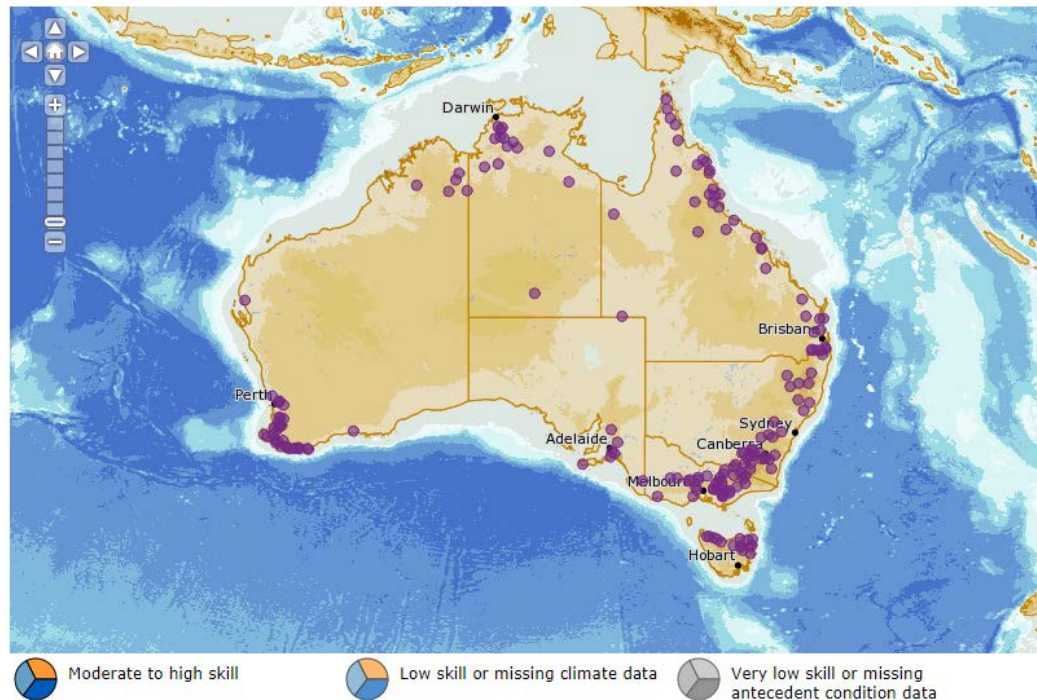 Darwin
Brisbane
Perth
Sydney
Adelaide
Canberra
Melbourne
Hobart
Moderate to high skill
Low skill or missing climate data
Very low skill or missing
antecedent condition data